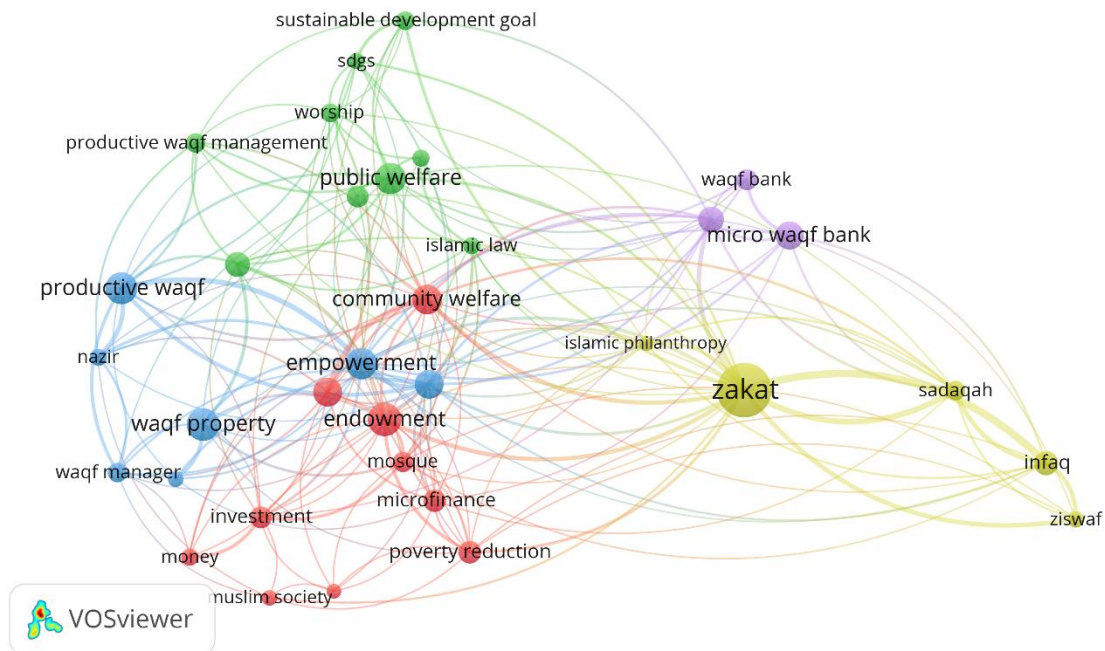 sustainable development goal
sdgs
worship
productive waqf management
public welfare
waqf bank
micro waqf bank
islamic law
productive waqf
community welfare
islamic philanthropy
nazir
empowerment
zakat
sadaqah
endowment
waqf property
mosque
infaq
waqf manager
microfinance
investment
ziswaf
poverty reduction
money
muslim society
VOSviewer